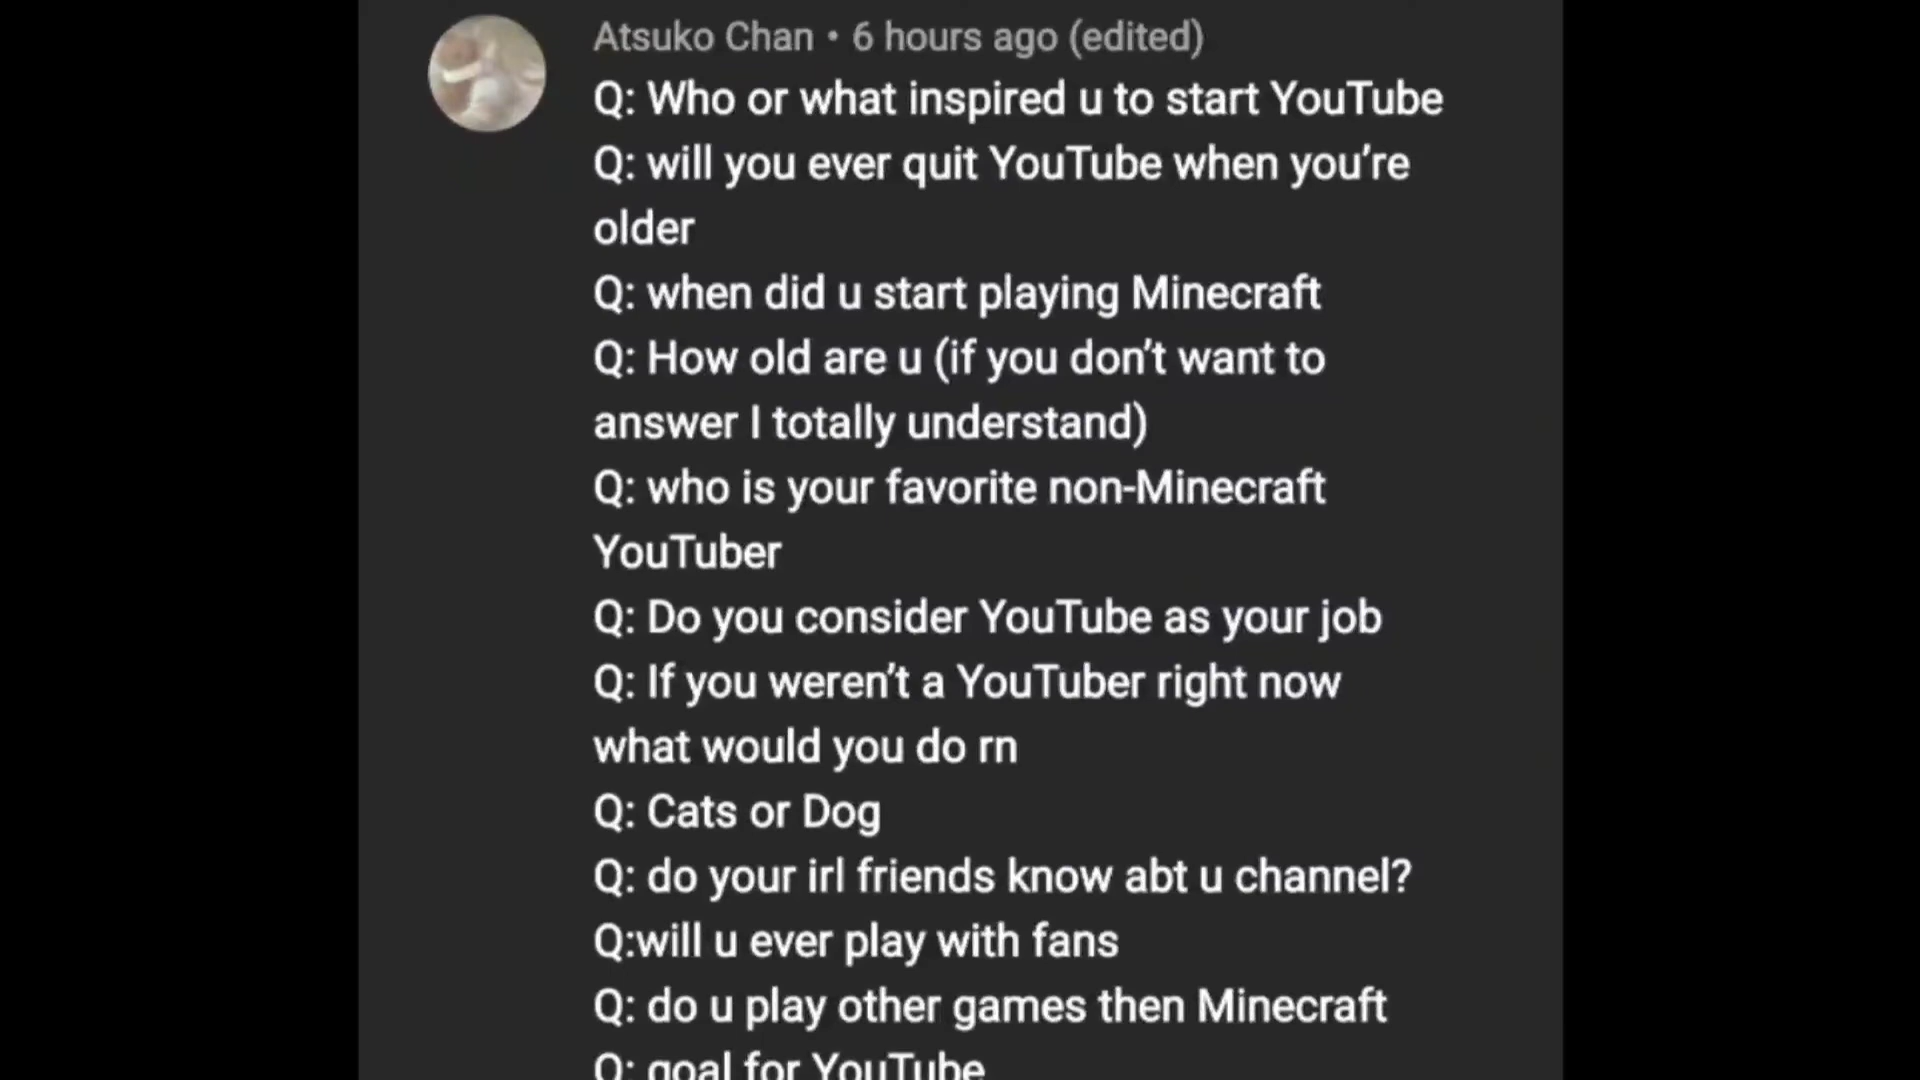 Atsuko Chan • 6 hours ago (edited)
Q: Who or what inspired u to start YouTube
Q: will you ever quit YouTube when you’re
older
Q: when did u start playing Minecraft
Q: How old are u (if you don’t want to
answer I totally understand)
Q: who is your favorite non-Minecraft
YouTuber
Q: Do you consider YouTube as your job
Q: If you weren’t a YouTuber right now
what would you do rn
Q: Cats or Dog
Q: do your irl friends know abt u channel?
Q:will u ever play with fans
Q: do u play other games then Minecraft
Q: goal for YouTube